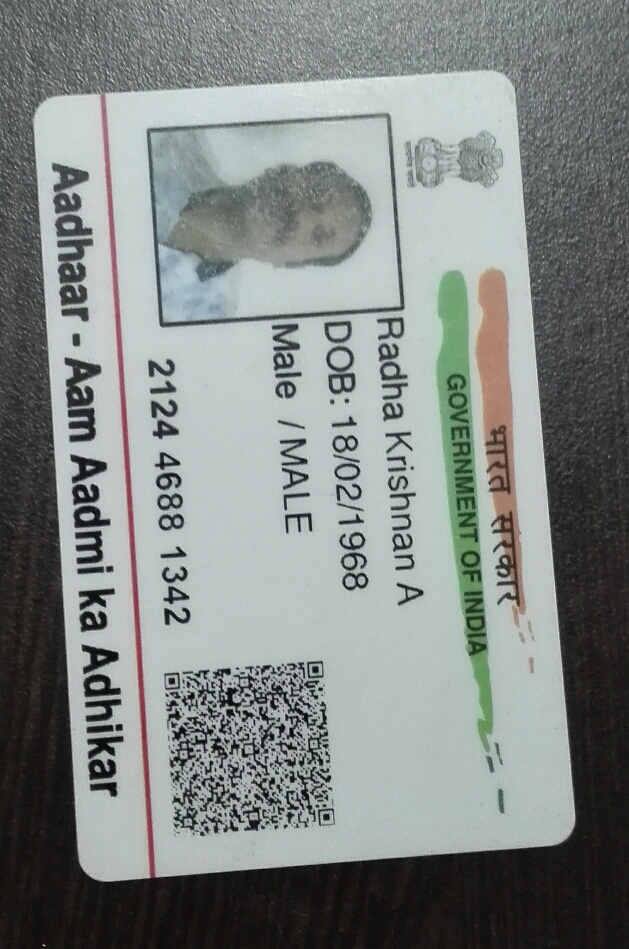 भारत सरकार
GOVERNMENT OF INDIA
Radha Krishnan A
DOB: 18/02/1968
Male / MALE
2124 4688 1342
Aadhaar - Aam Aadmi ka Adhikar